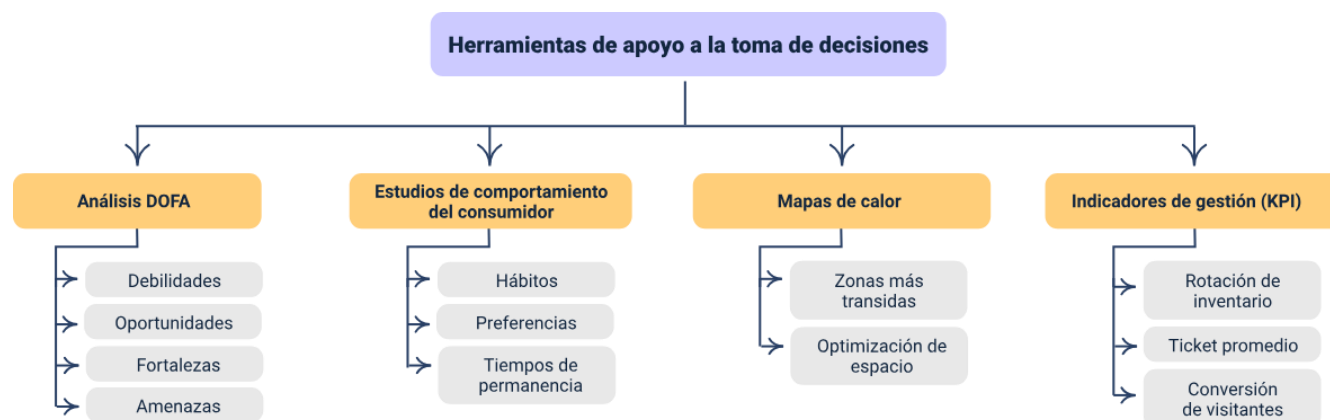 Herramientas de apoyo a la toma de decisiones
Análisis DOFA
Debilidades
Oportunidades
Fortalezas
Amenazas
Estudios de comportamiento
del consumidor
Hábitos
Preferencias
Tiempos de
permanencia
Mapas de calor
Zonas más
transidas
Optimización de
espacio
Indicadores de gestión (KPI)
Rotación de
inventario
Ticket promedio
Conversión
de visitantes